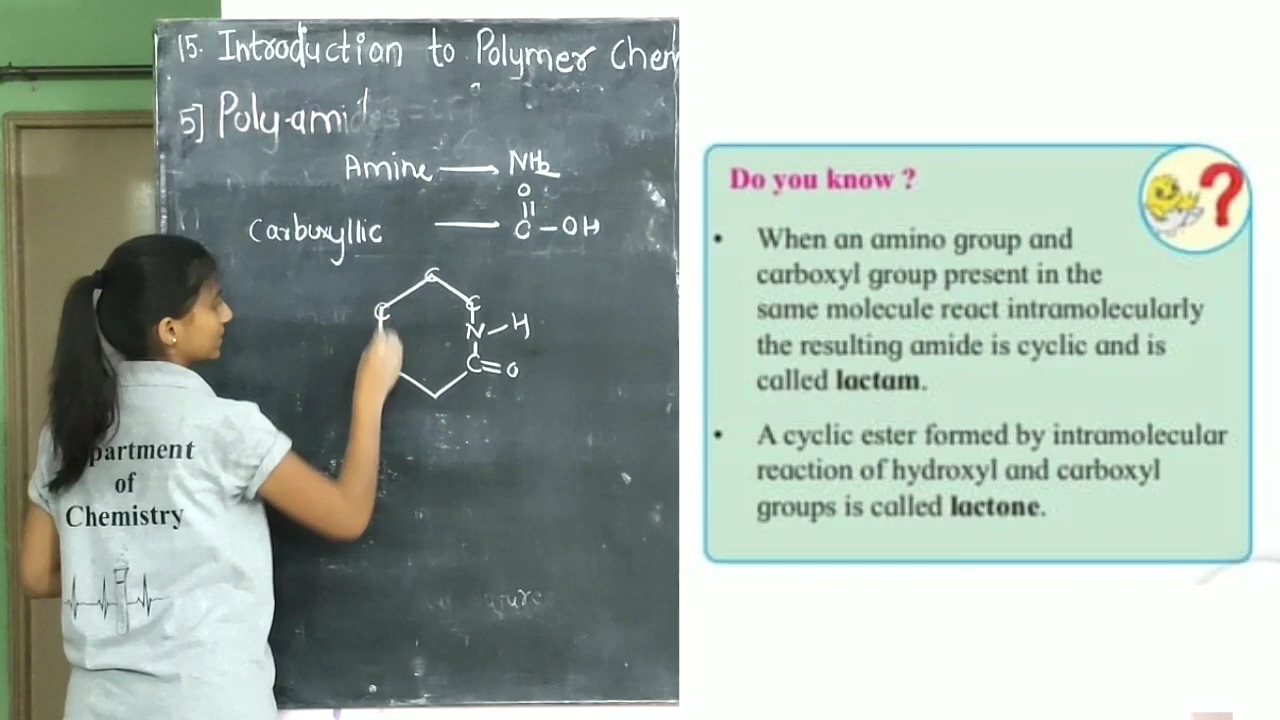 15. Introduction to Polymer Chem
5] Poly-amides
Amine → NH2
O
||
Carboxyllic → C - OH
C
C C
N - H
C = O
partment
of
Chemistry
Do you know ?
• When an amino group and
carboxyl group present in the
same molecule react intramolecularly
the resulting amide is cyclic and is
called lactam.
• A cyclic ester formed by intramolecular
reaction of hydroxyl and carboxyl
groups is called lactone.